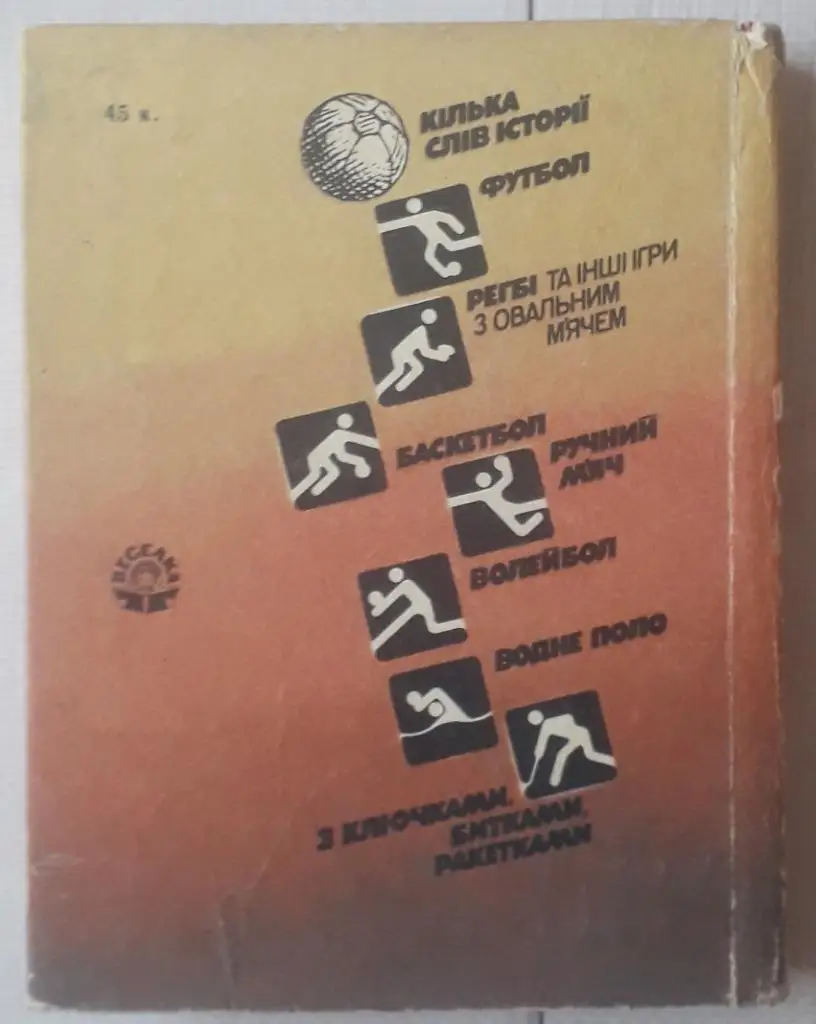 45 к.
КІЛЬКА
СЛІВ ІСТОРІЇ
ФУТБОЛ
РЕГБІ ТА ІНШІ ІГРИ
З ОВАЛЬНИМ
М'ЯЧЕМ
БАСКЕТБОЛ
РУЧНИЙ
М'ЯЧ
ВОЛЕЙБОЛ
ВЕСЕЛКА
ВОДНЕ ПОЛО
З КЛЮЧКАМИ,
БИТКАМИ,
РАКЕТКАМИ